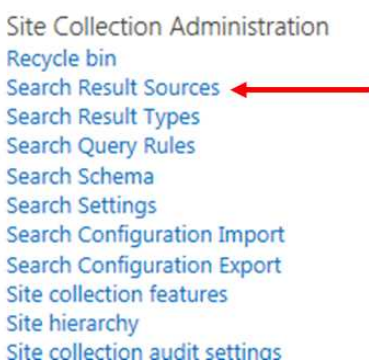 Site Collection Administration
Recycle bin
Search Result Sources
Search Result Types
Search Query Rules
Search Schema
Search Settings
Search Configuration Import
Search Configuration Export
Site collection features
Site hierarchy
Site collection audit settings